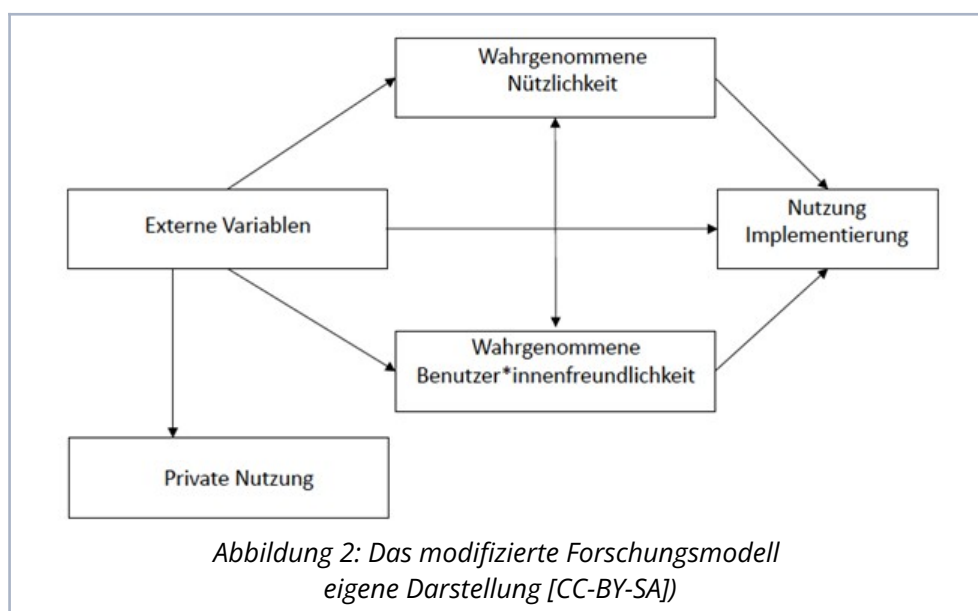 Wahrgenommene
Nützlichkeit
Externe Variablen
Nutzung
Implementierung
Wahrgenommene
Benutzer*innenfreundlichkeit
Private Nutzung
Abbildung 2: Das modifizierte Forschungsmodell
eigene Darstellung [CC-BY-SA])